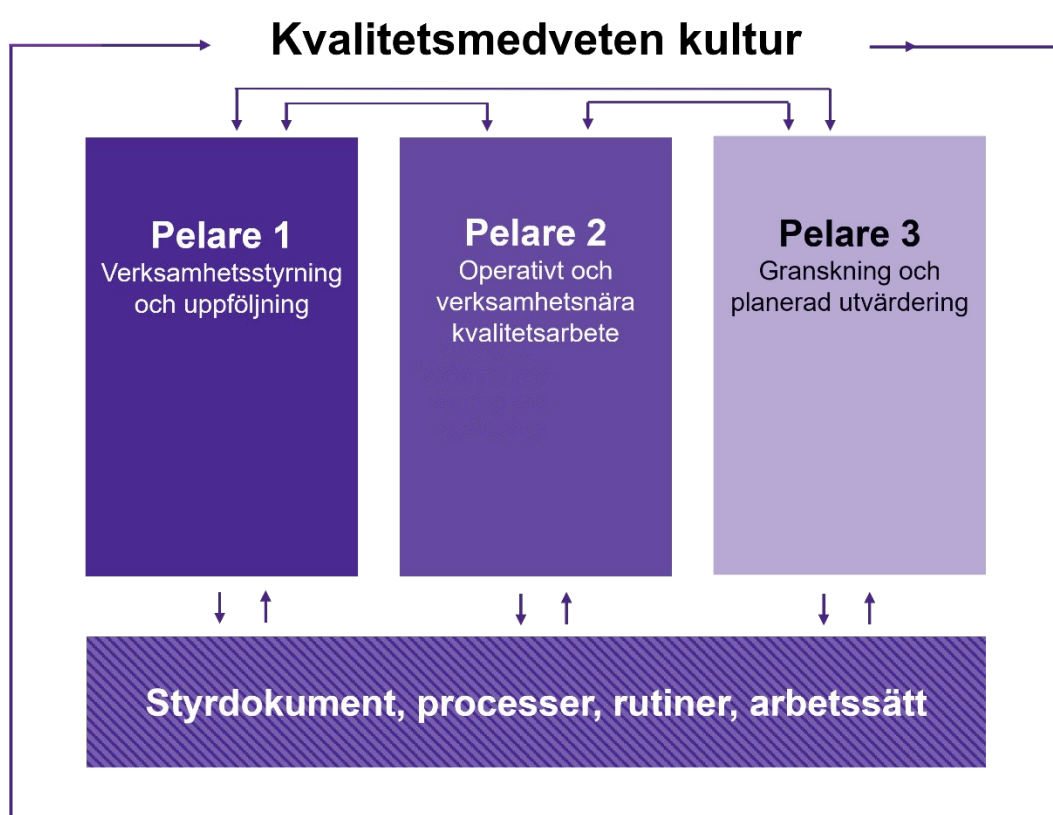 Kvalitetsmedveten kultur
Pelare 1
Verksamhetsstyrning
och uppföljning
Pelare 2
Operativt och
verksamhetsnära
kvalitetsarbete
Pelare 3
Granskning och
planerad utvärdering
Styrdokument, processer, rutiner, arbetssätt